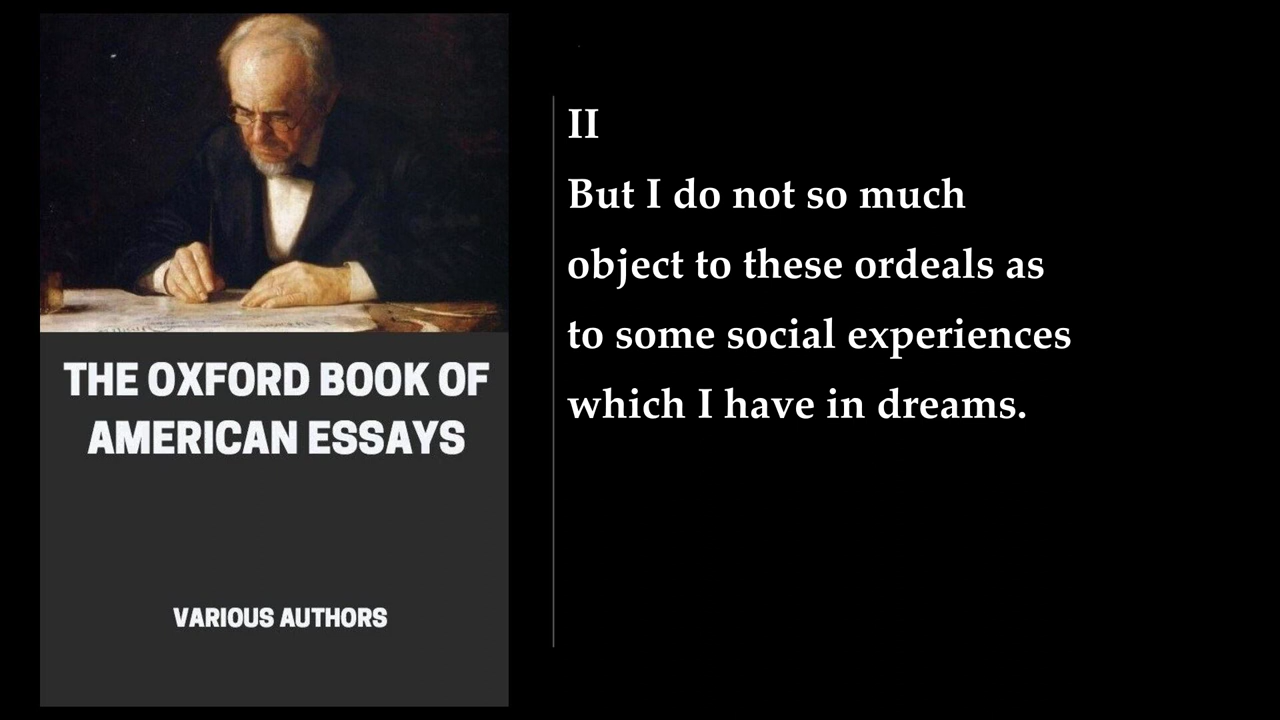 THE OXFORD BOOK OF
AMERICAN ESSAYS
VARIOUS AUTHORS
II
But I do not so much
object to these ordeals as
to some social experiences
which I have in dreams.